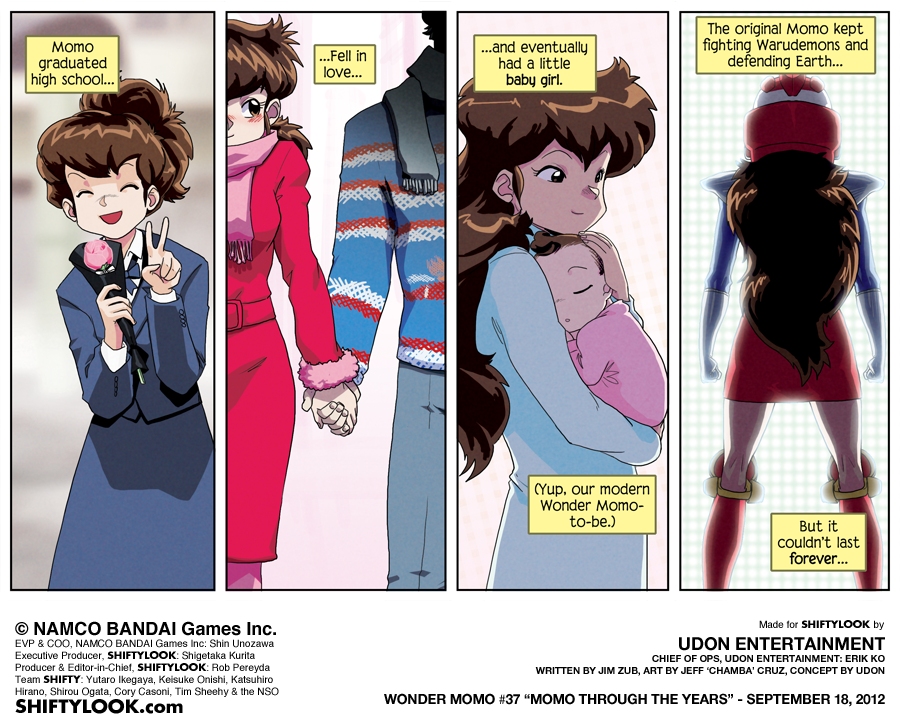 Momo
graduated
high school...
...Fell in
love...
...and eventually
had a little
baby girl.
(Yup, our modern
Wonder Momo-
to-be.)
The original Momo kept
fighting Warudemons and
defending Earth...
But it
couldn't last
forever...
© NAMCO BANDAI Games Inc.
EVP & COO, NAMCO BANDAI Games Inc: Shin Unozawa
Executive Producer, SHIFTYLOOK: Shigetaka Kurita
Producer & Editor-in-Chief, SHIFTYLOOK: Rob Pereyda
Team SHIFTY: Yutaro Ikegaya, Keisuke Onishi, Katsuhiro
Hirano, Shirou Ogata, Cory Casoni, Tim Sheehy & the NSO
SHIFTYLOOK.com
Made for SHIFTYLOOK by
UDON ENTERTAINMENT
CHIEF OF OPS, UDON ENTERTAINMENT: ERIK KO
WRITTEN BY JIM ZUB, ART BY JEFF 'CHAMBA' CRUZ, CONCEPT BY UDON
WONDER MOMO #37 "MOMO THROUGH THE YEARS" - SEPTEMBER 18, 2012